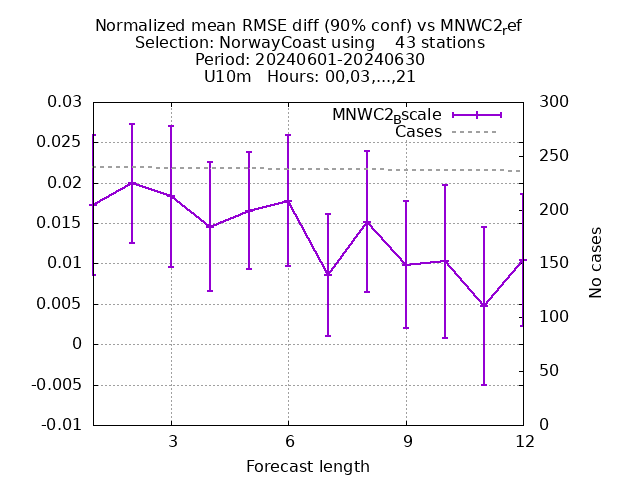 Normalized mean RMSE diff (90% conf) vs MNWC2ref
Selection: NorwayCoast using 43 stations
Period: 20240601-20240630
U10m Hours: 00,03,...,21
0.03
0.025
0.02
0.015
0.01
0.005
0
-0.005
-0.01
MNWC2Bscale
Cases
300
250
200
150
100
50
0
No cases
3 6 9 12
Forecast length